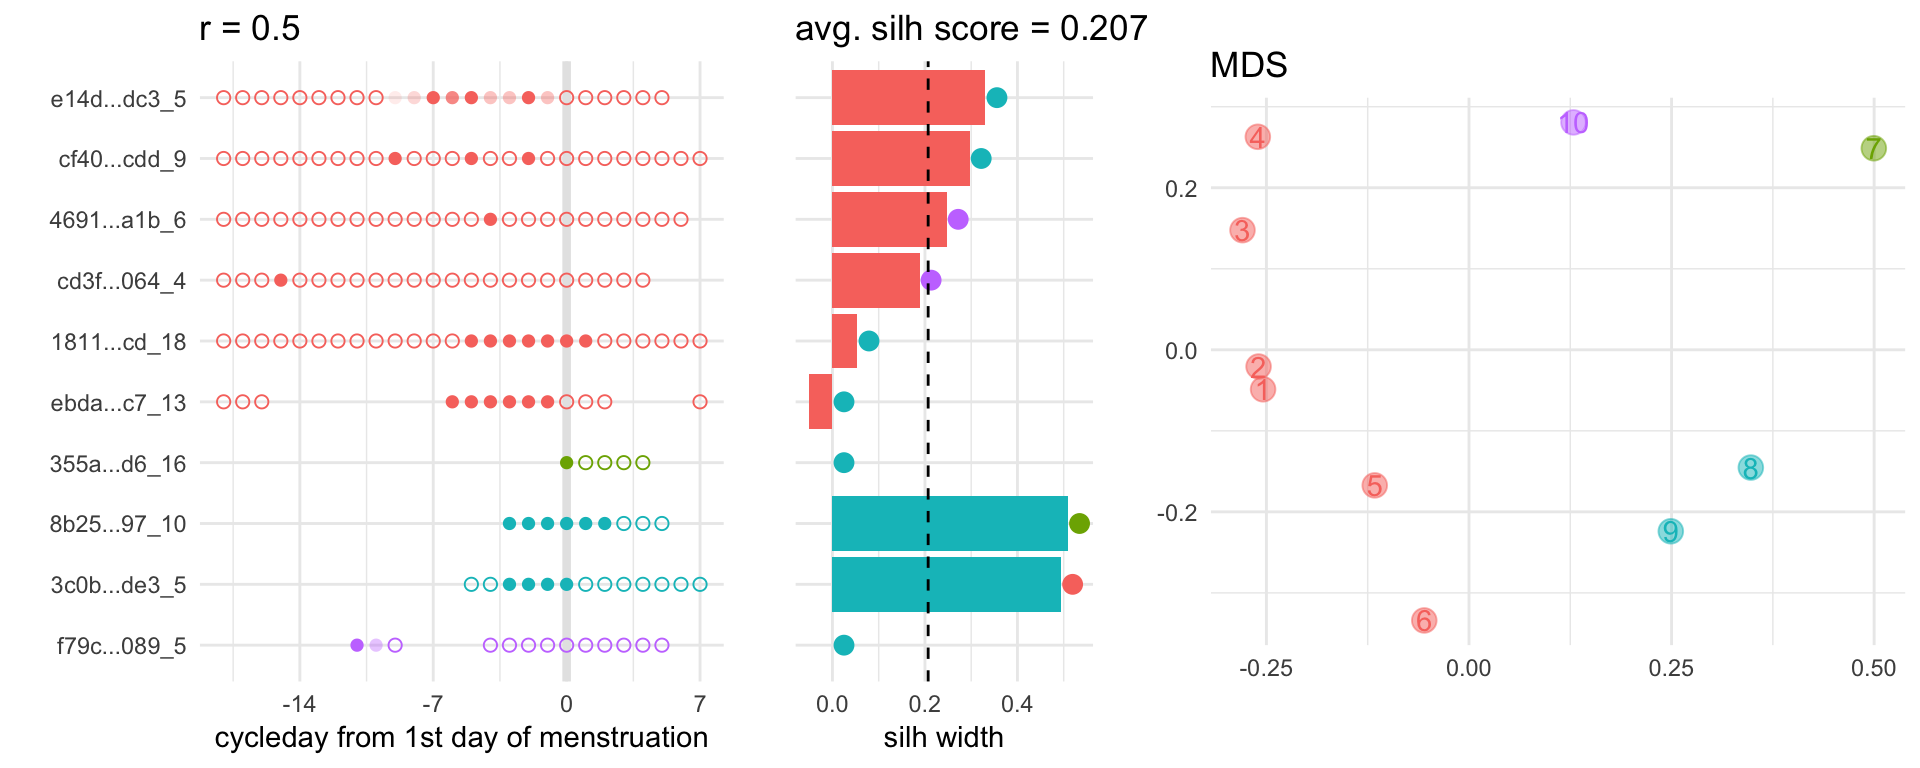 r = 0.5
e14d...dc3_5
cf40...cdd_9
4691...a1b_6
cd3f...064_4
1811...cd_18
ebda...c7_13
355a...d6_16
8b25...97_10
3c0b...de3_5
f79c...089_5
-14 -7 0 7
cycleday from 1st day of menstruation
avg. silh score = 0.207
0.0 0.2 0.4
silh width
MDS
0.2
0.0
-0.2
10
4
7
3
2
1
8
5
9
6
-0.25 0.00 0.25 0.50